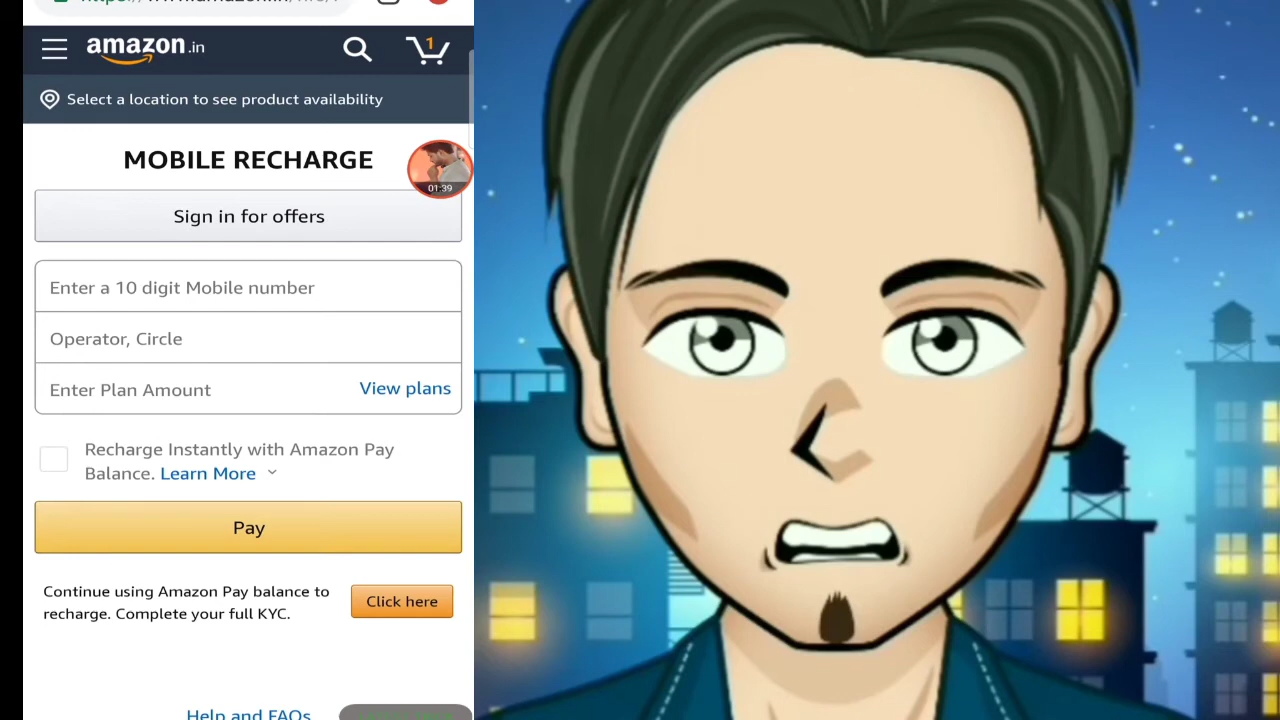 amazon.in
1
Select a location to see product availability
MOBILE RECHARGE
01:39
Sign in for offers
Enter a 10 digit Mobile number
Operator, Circle
Enter Plan Amount
View plans
Recharge Instantly with Amazon Pay
Balance. Learn More
Pay
Continue using Amazon Pay balance to
recharge. Complete your full KYC.
Click here
Help and FAQs